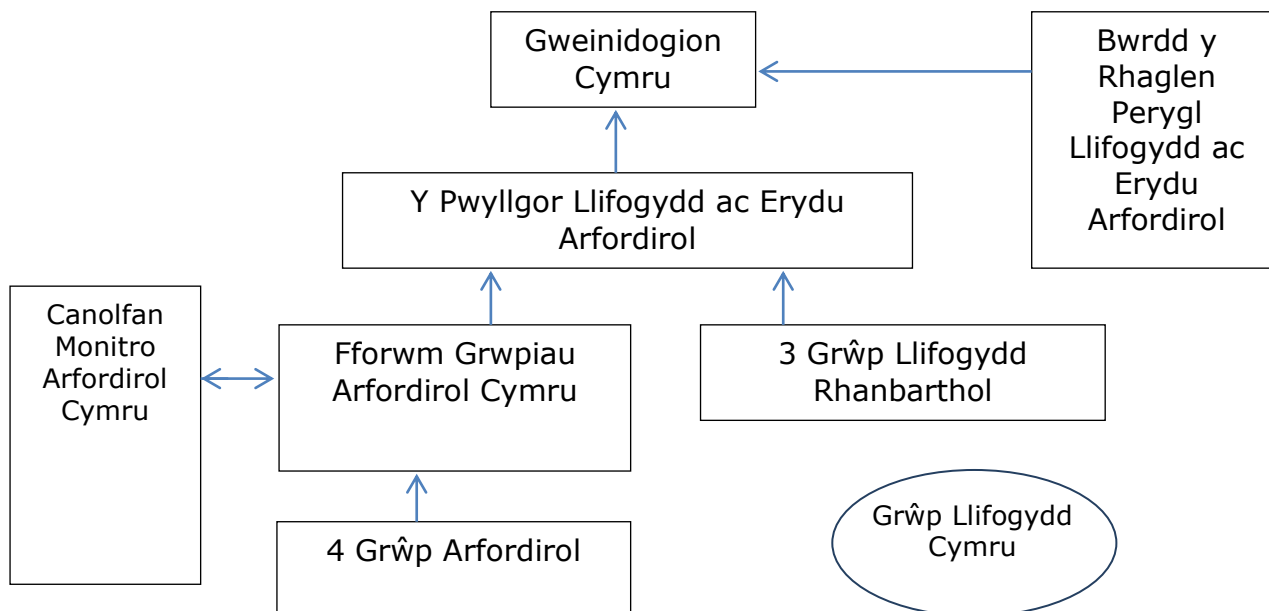 Gweinidogion
Cymru
Bwrdd y
Rhaglen
Perygl
Llifogydd ac
Erydu
Arfordirol
Y Pwyllgor Llifogydd ac Erydu
Arfordirol
Canolfan
Monitro
Arfordirol
Cymru
Fforwm Grwpiau
Arfordirol Cymru
3 Grŵp Llifogydd
Rhanbarthol
4 Grŵp Arfordirol
Grŵp Llifogydd
Cymru